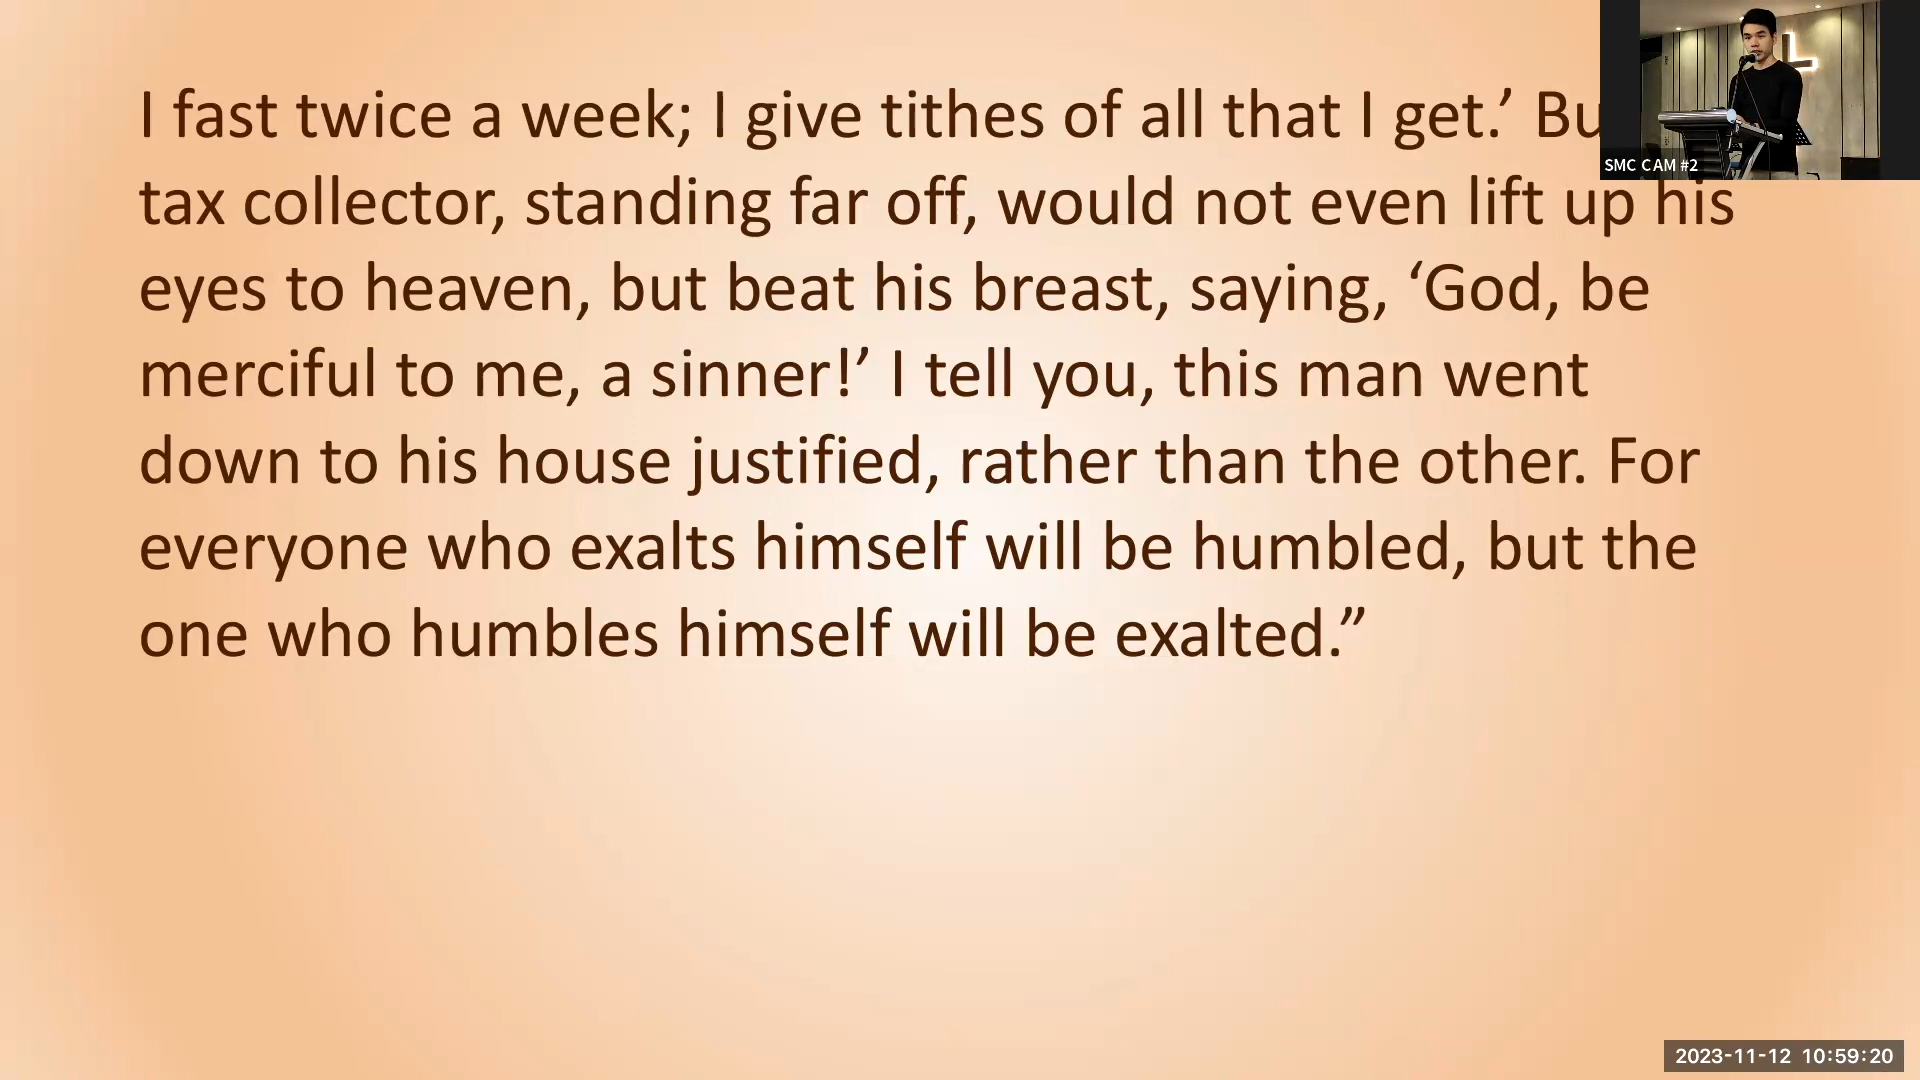 I fast twice a week; I give tithes of all that I get.’ Bu
tax collector, standing far off, would not even lift up his
eyes to heaven, but beat his breast, saying, ‘God, be
merciful to me, a sinner!’ I tell you, this man went
down to his house justified, rather than the other. For
everyone who exalts himself will be humbled, but the
one who humbles himself will be exalted.”
SMC CAM #2
2023-11-12 10:59:20